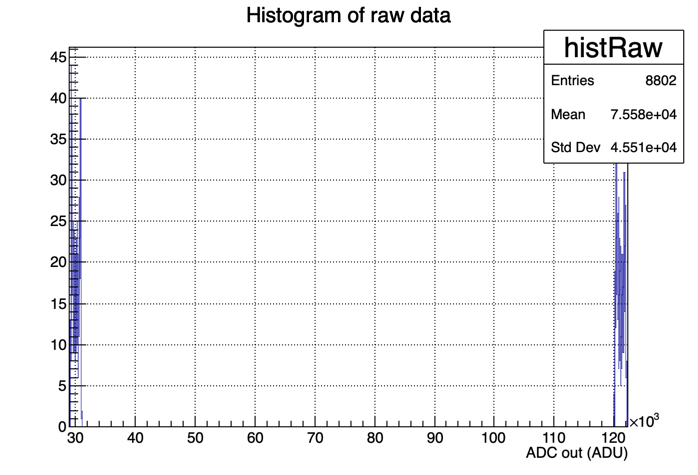 Histogram of raw data
histRaw
Entries 8802
Mean 7.558e+04
Std Dev 4.551e+04
45
40
35
30
25
20
15
10
5
0
30 40 50 60 70 80 90 100 110 120 ×10³
ADC out (ADU)